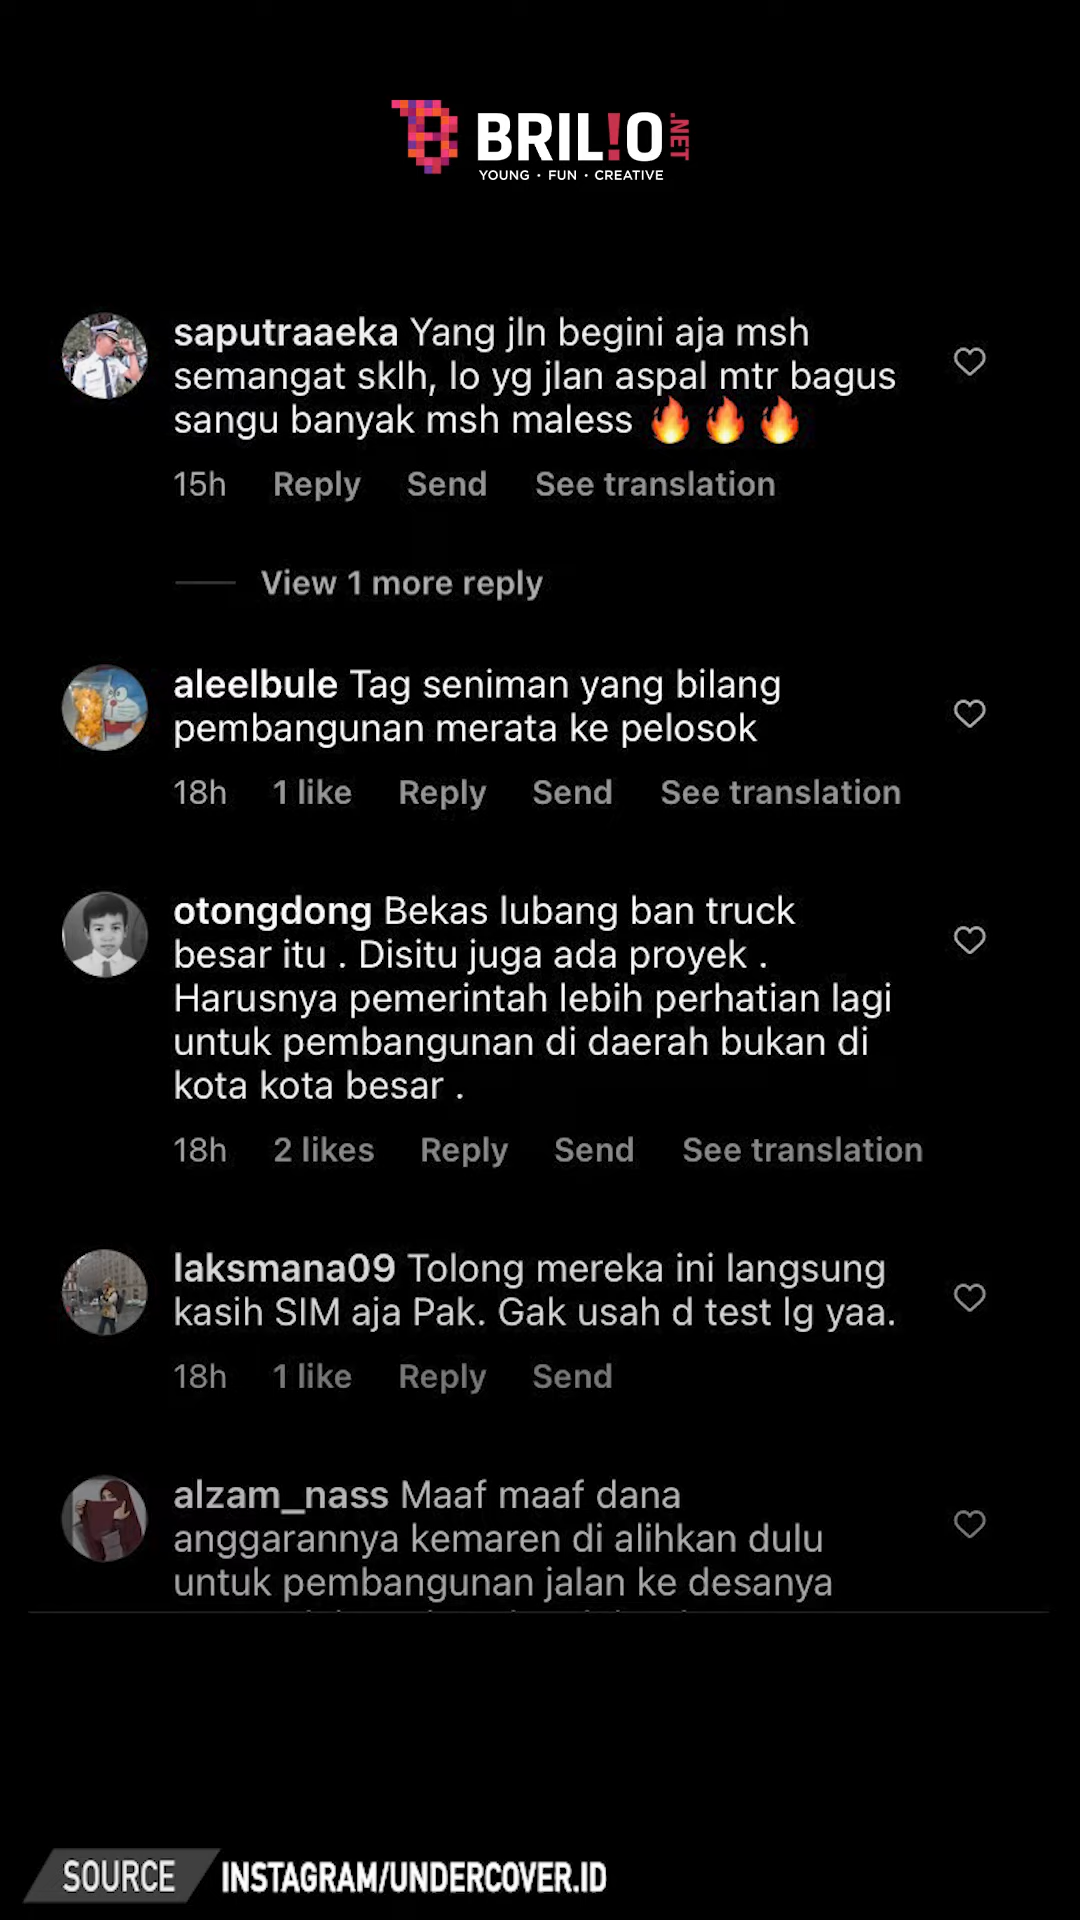 BRIL!O.NET
YOUNG · FUN · CREATIVE
saputraaeka Yang jln begini aja msh
semangat sklh, lo yg jlan aspal mtr bagus
sangu banyak msh maless 🔥🔥🔥
15h Reply Send See translation
View 1 more reply
aleelbule Tag seniman yang bilang
pembangunan merata ke pelosok
18h 1 like Reply Send See translation
otongdong Bekas lubang ban truck
besar itu . Disitu juga ada proyek .
Harusnya pemerintah lebih perhatian lagi
untuk pembangunan di daerah bukan di
kota kota besar .
18h 2 likes Reply Send See translation
laksmana09 Tolong mereka ini langsung
kasih SIM aja Pak. Gak usah d test lg yaa.
18h 1 like Reply Send
alzam_nass Maaf maaf dana
anggarannya kemaren di alihkan dulu
untuk pembangunan jalan ke desanya
SOURCE INSTAGRAM/UNDERCOVER.ID